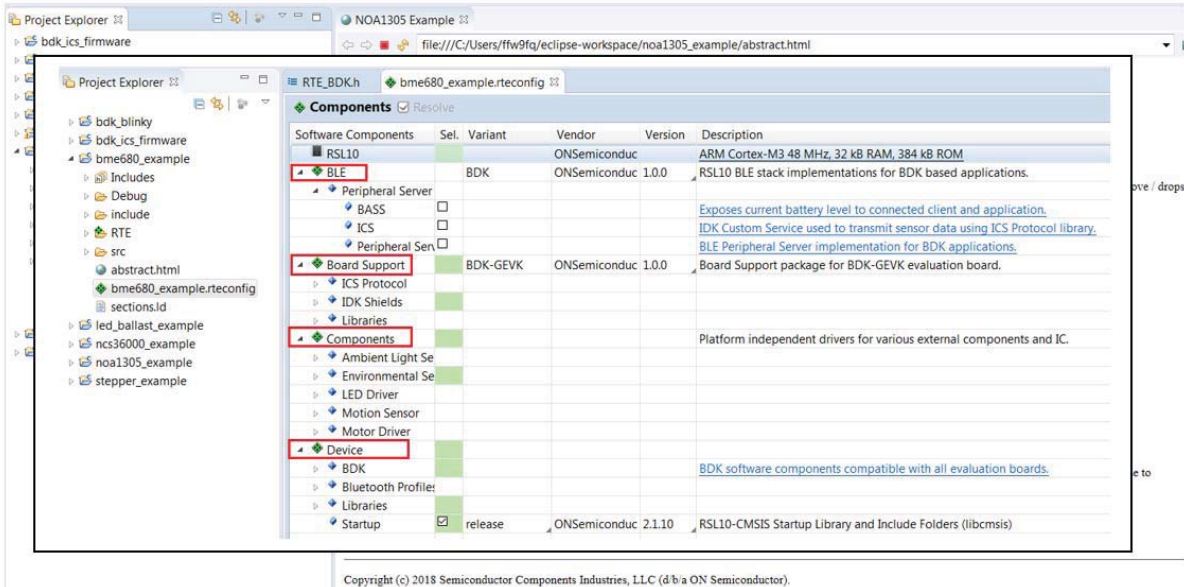 Project Explorer
NOA1305 Example
bdk_ics_firmware
file:///C:/Users/ffw9fq/eclipse-workspace/noa1305_example/abstract.html
Project Explorer
bdk_blinky
bdk_ics_firmware
bme680_example
Includes
Debug
include
RTE
src
abstract.html
bme680_example.rteconfig
sections.ld
led_ballast_example
ncs36000_example
noa1305_example
stepper_example
RTE_BDK.h bme680_example.rteconfig
Components Resolve
Software Components Sel. Variant Vendor Version Description
RSL10 ONSemiconduc ARM Cortex-M3 48 MHz, 32 kB RAM, 384 kB ROM
BLE BDK ONSemiconduc 1.0.0 RSL10 BLE stack implementations for BDK based applications.
Peripheral Server
BASS Exposes current battery level to connected client and application.
ICS IDK Custom Service used to transmit sensor data using ICS Protocol library.
Peripheral Serv BLE Peripheral Server implementation for BDK applications.
Board Support BDK-GEVK ONSemiconduc 1.0.0 Board Support package for BDK-GEVK evaluation board.
ICS Protocol
IDK Shields
Libraries
Components Platform independent drivers for various external components and IC.
Ambient Light Se
Environmental Se
LED Driver
Motion Sensor
Motor Driver
Device
BDK BDK software components compatible with all evaluation boards.
Bluetooth Profiles
Libraries
Startup release ONSemiconduc 2.1.10 RSL10-CMSIS Startup Library and Include Folders (libcmsis)
ove / drops
e to
Copyright (c) 2018 Semiconductor Components Industries, LLC (d/b/a ON Semiconductor).